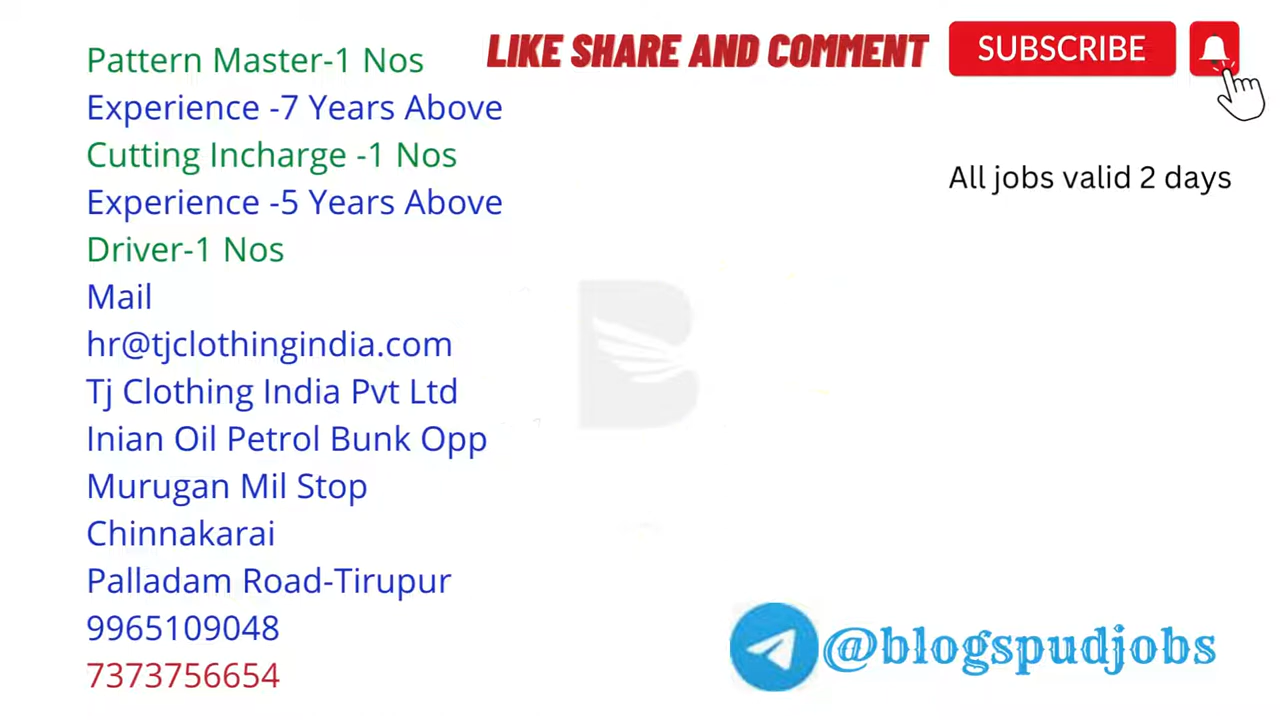 Pattern Master-1 Nos
Experience -7 Years Above
Cutting Incharge -1 Nos
Experience -5 Years Above
Driver-1 Nos
Mail
hr@tjclothingindia.com
Tj Clothing India Pvt Ltd
Inian Oil Petrol Bunk Opp
Murugan Mil Stop
Chinnakarai
Palladam Road-Tirupur
9965109048
7373756654
LIKE SHARE AND COMMENT
SUBSCRIBE
All jobs valid 2 days
@blogspudjobs